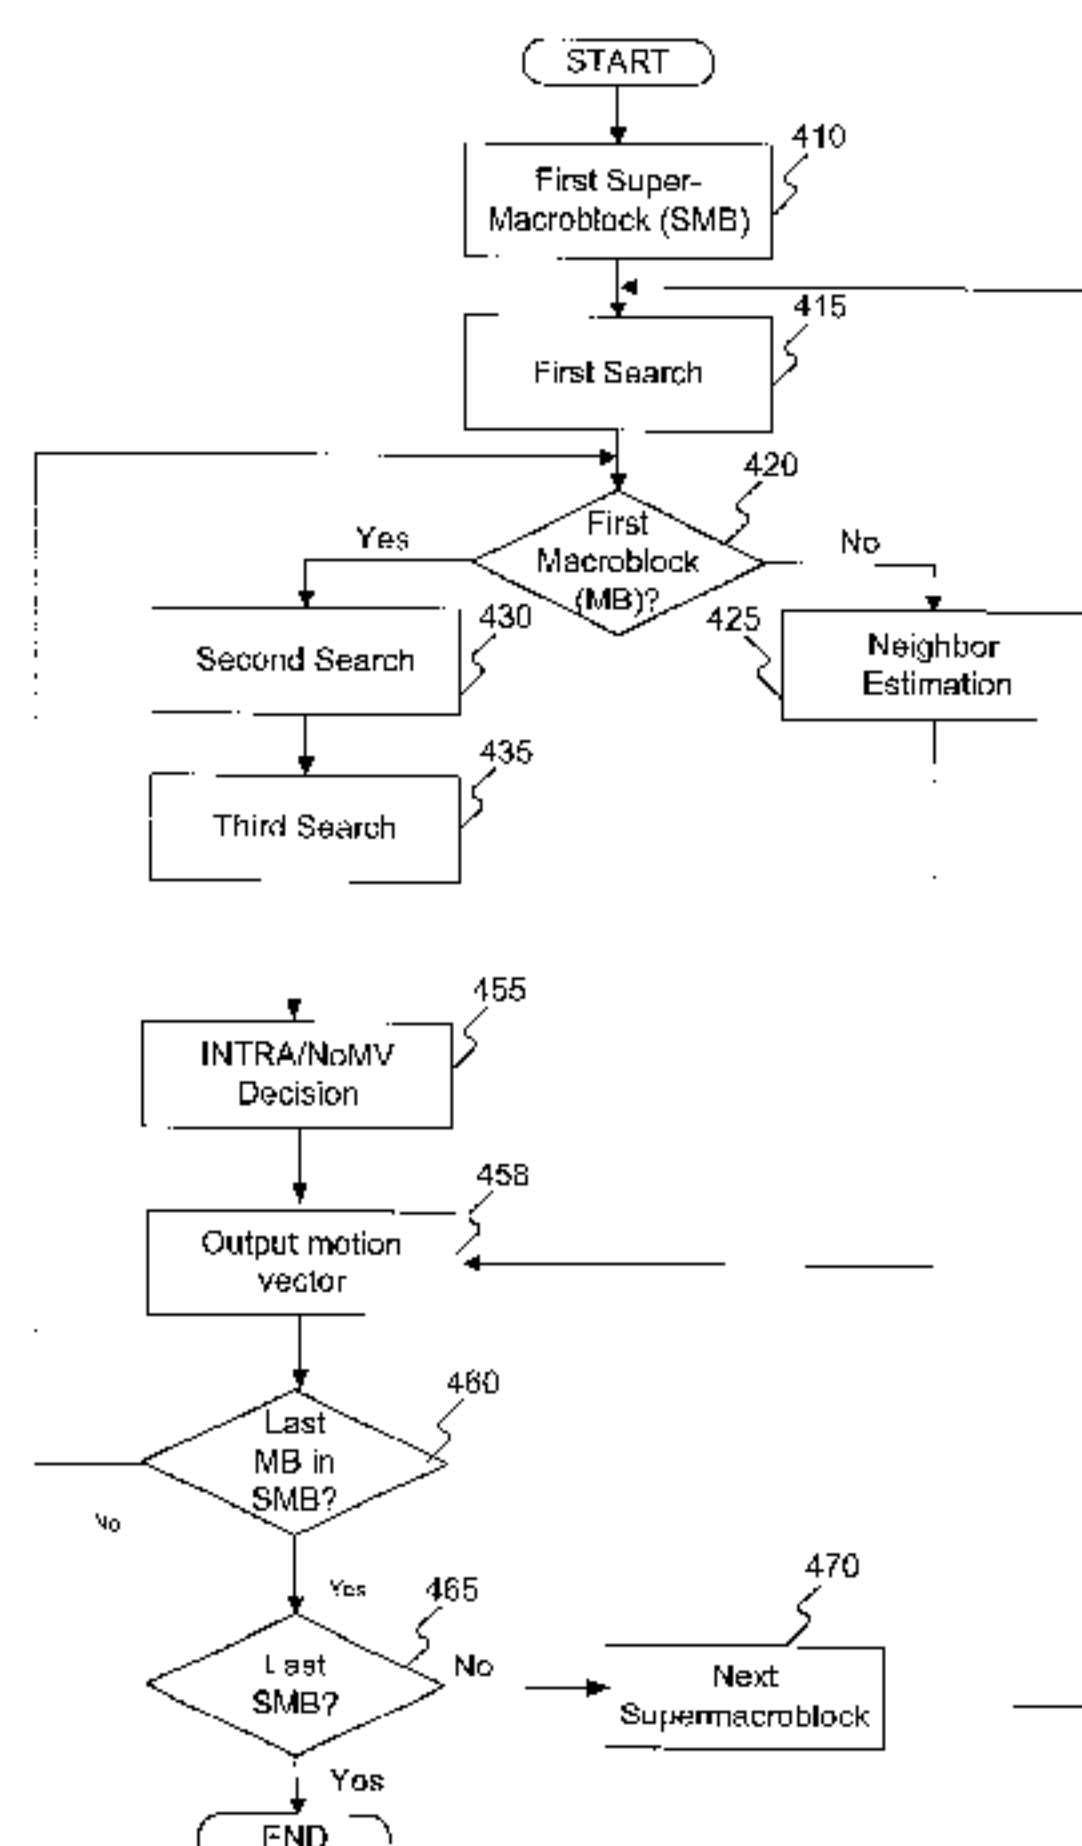 START
410
First Super-
Macroblock (SMB)
415
First Search
420
First
Macroblock
(MB)?
Yes
No
430
425
Second Search
Neighbor
Estimation
435
Third Search
455
INTRA/NoMV
Decision
458
Output motion
vector
460
Last
MB in
SMB?
No
Yes
465
470
Last
SMB?
No
Next
Supermacroblock
Yes
END